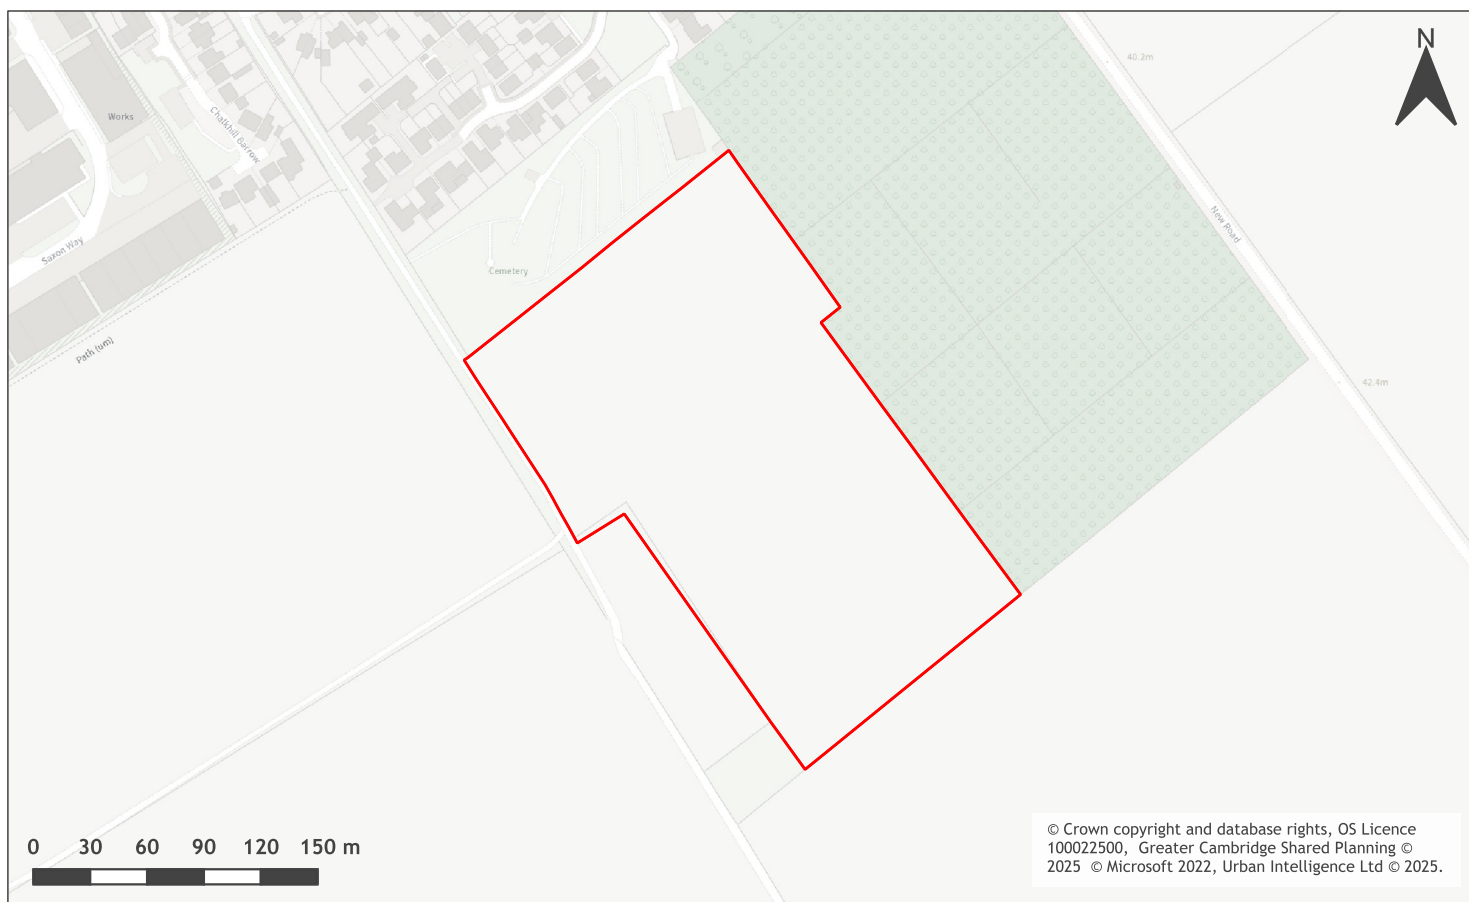 N
40.2m
Works
Chalkhill Barrow
New Road
Saxon Way
Cemetery
Path (um)
42.4m
0 30 60 90 120 150 m
© Crown copyright and database rights, OS Licence
100022500, Greater Cambridge Shared Planning ©
2025 © Microsoft 2022, Urban Intelligence Ltd © 2025.